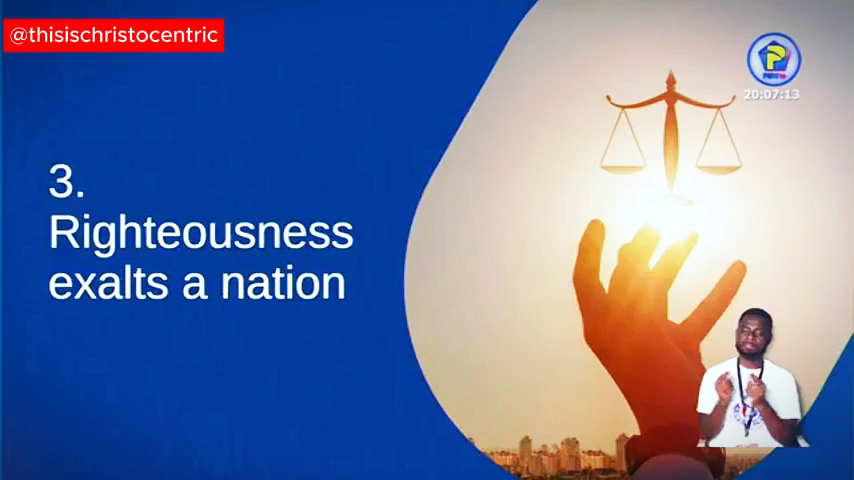 @thisischristocentric
P
20:07:13
3.
Righteousness
exalts a nation